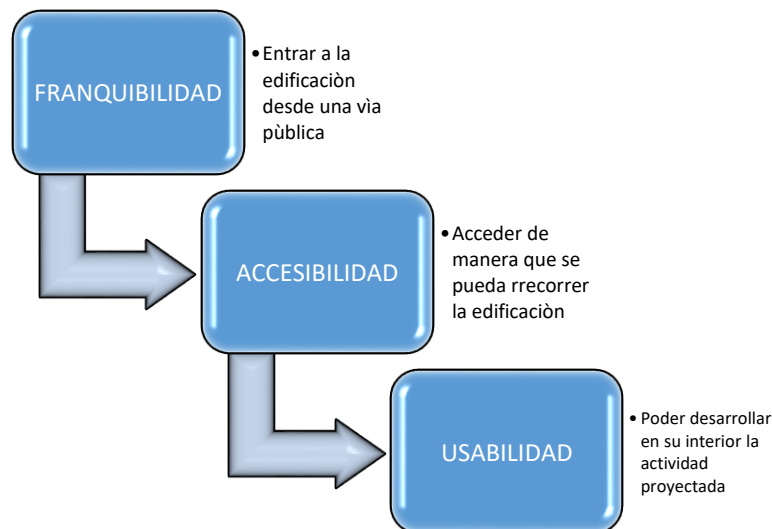 FRANQUIBILIDAD
•Entrar a la
edificaciòn
desde una vìa
pùblica
ACCESIBILIDAD
•Acceder de
manera que se
pueda rrecorrer
la edificaciòn
USABILIDAD
• Poder desarrollar
en su interior la
actividad
proyectada